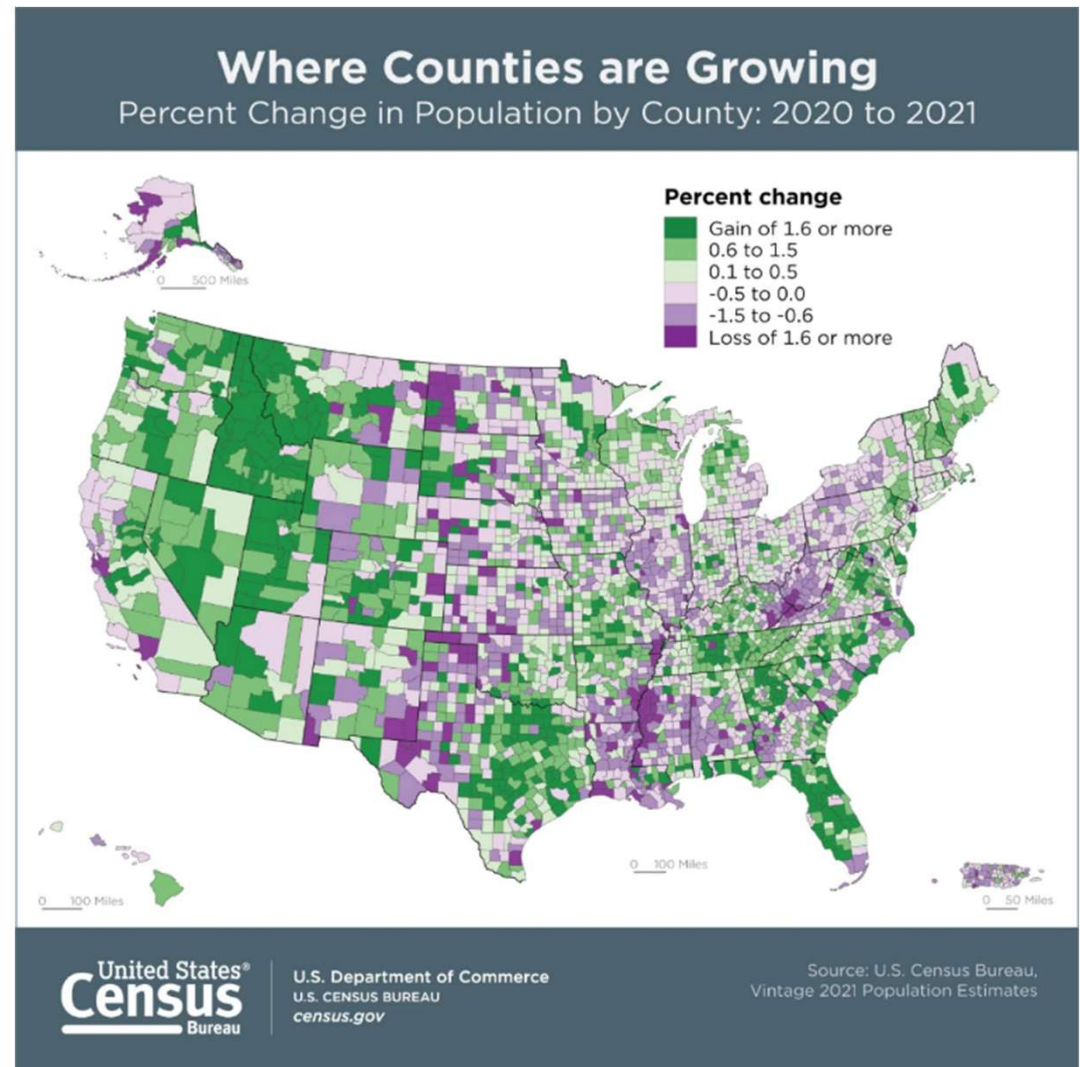 Where Counties are Growing
Percent Change in Population by County: 2020 to 2021
Percent change
Gain of 1.6 or more
0.6 to 1.5
0.1 to 0.5
-0.5 to 0.0
-1.5 to -0.6
Loss of 1.6 or more
0 500 Miles
0 100 Miles
0 100 Miles
0 50 Miles
United States®
Census
Bureau
U.S. Department of Commerce
U.S. CENSUS BUREAU
census.gov
Source: U.S. Census Bureau,
Vintage 2021 Population Estimates